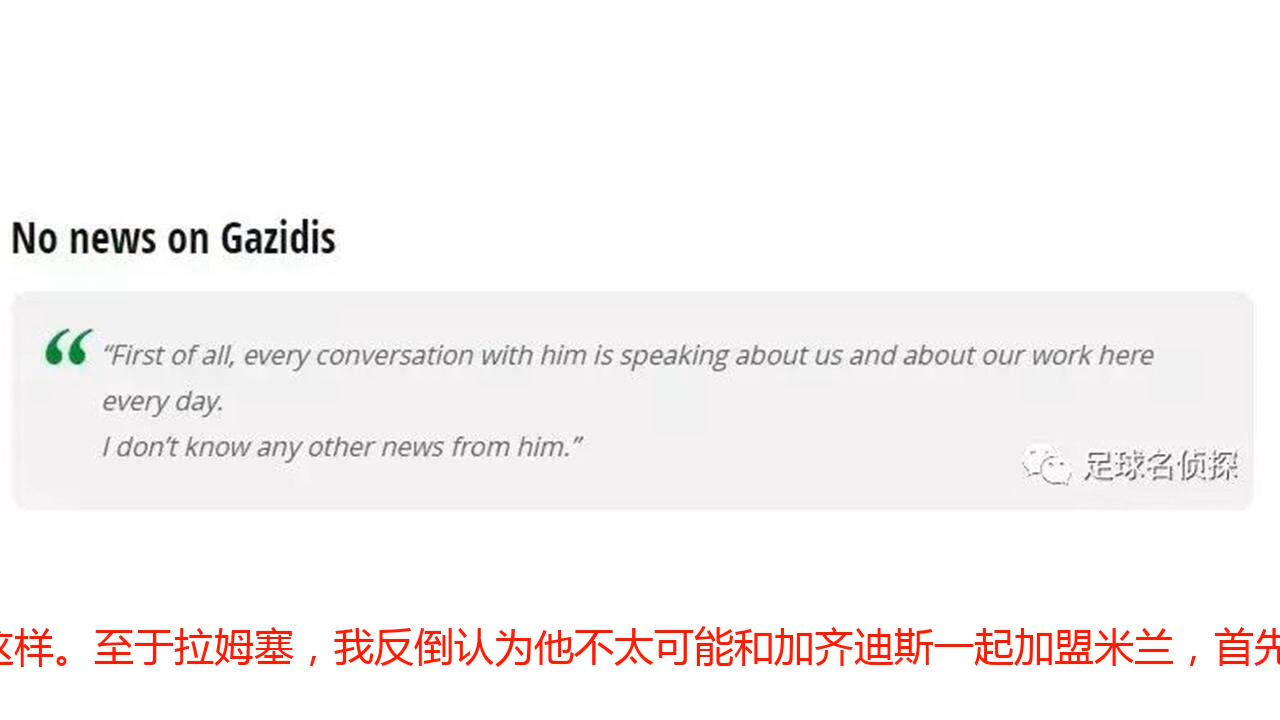 No news on Gazidis
“First of all, every conversation with him is speaking about us and about our work here
every day.
I don’t know any other news from him.”
足球名侦探
这样。至于拉姆塞，我反倒认为他不太可能和加齐迪斯一起加盟米兰，首先